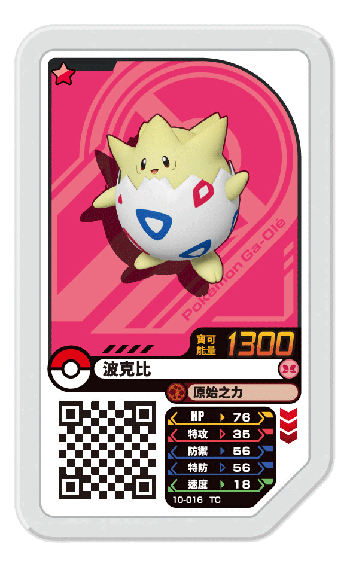 Pokémon Ga-Olé
寶可
能量 1300
波克比
原始之力
HP 76
特攻 35
防禦 56
特防 56
速度 18
10-016 TC